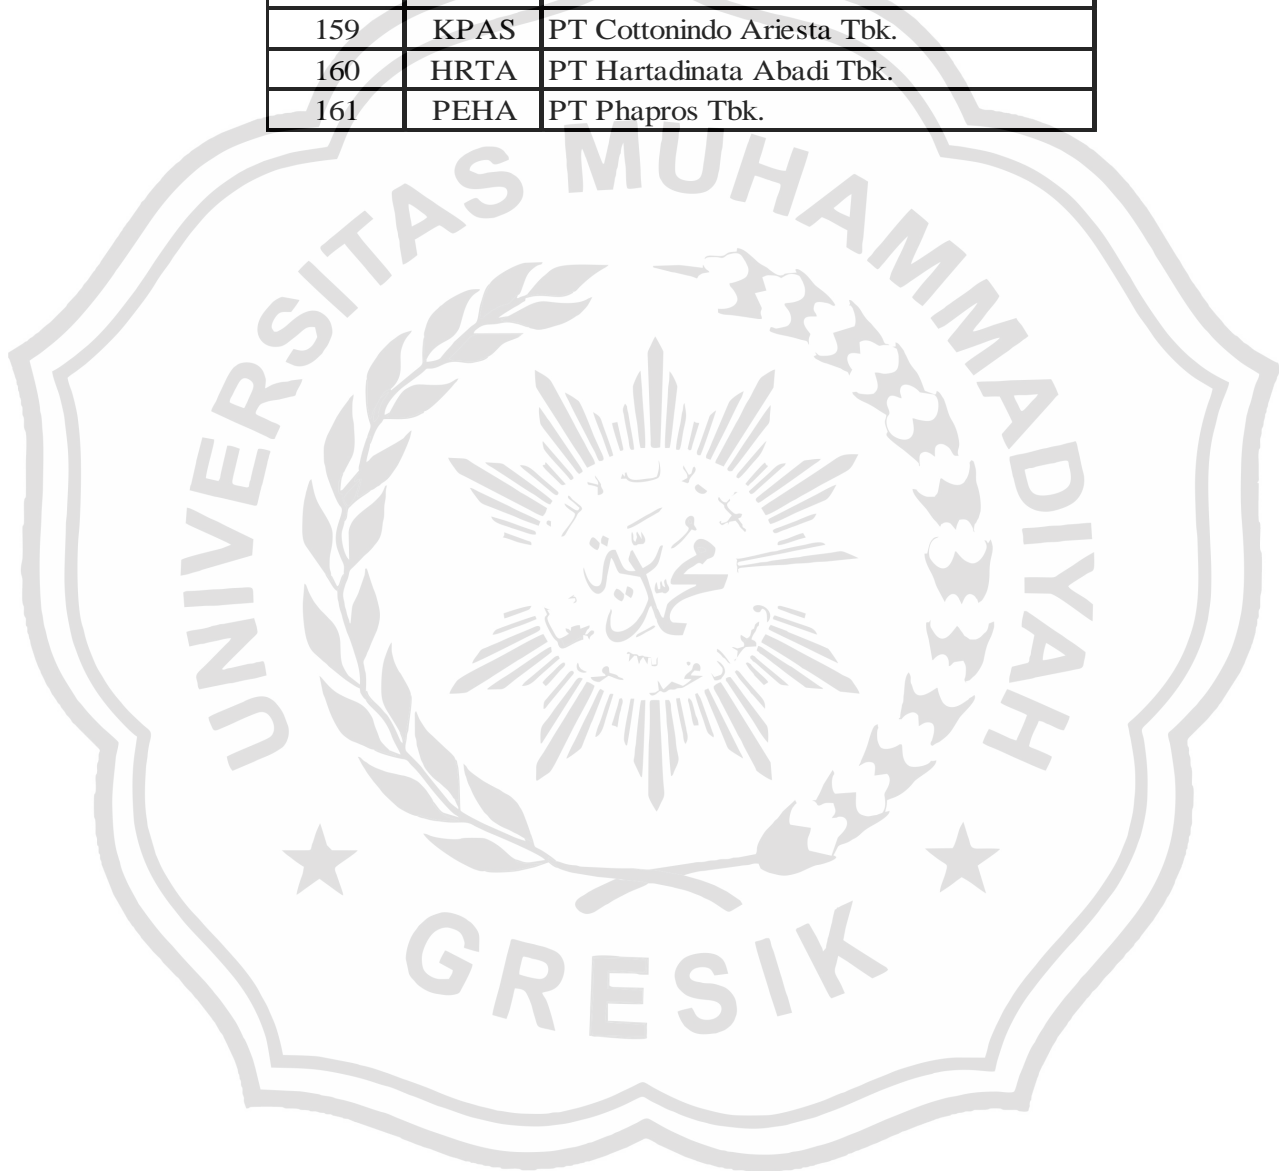 159 KPAS PT Cottonindo Ariesta Tbk.
160 HRTA PT Hartadinata Abadi Tbk.
161 PEHA PT Phapros Tbk.
UNIVERSITAS MUHAMMADIYAH
محمدية
GRESIK